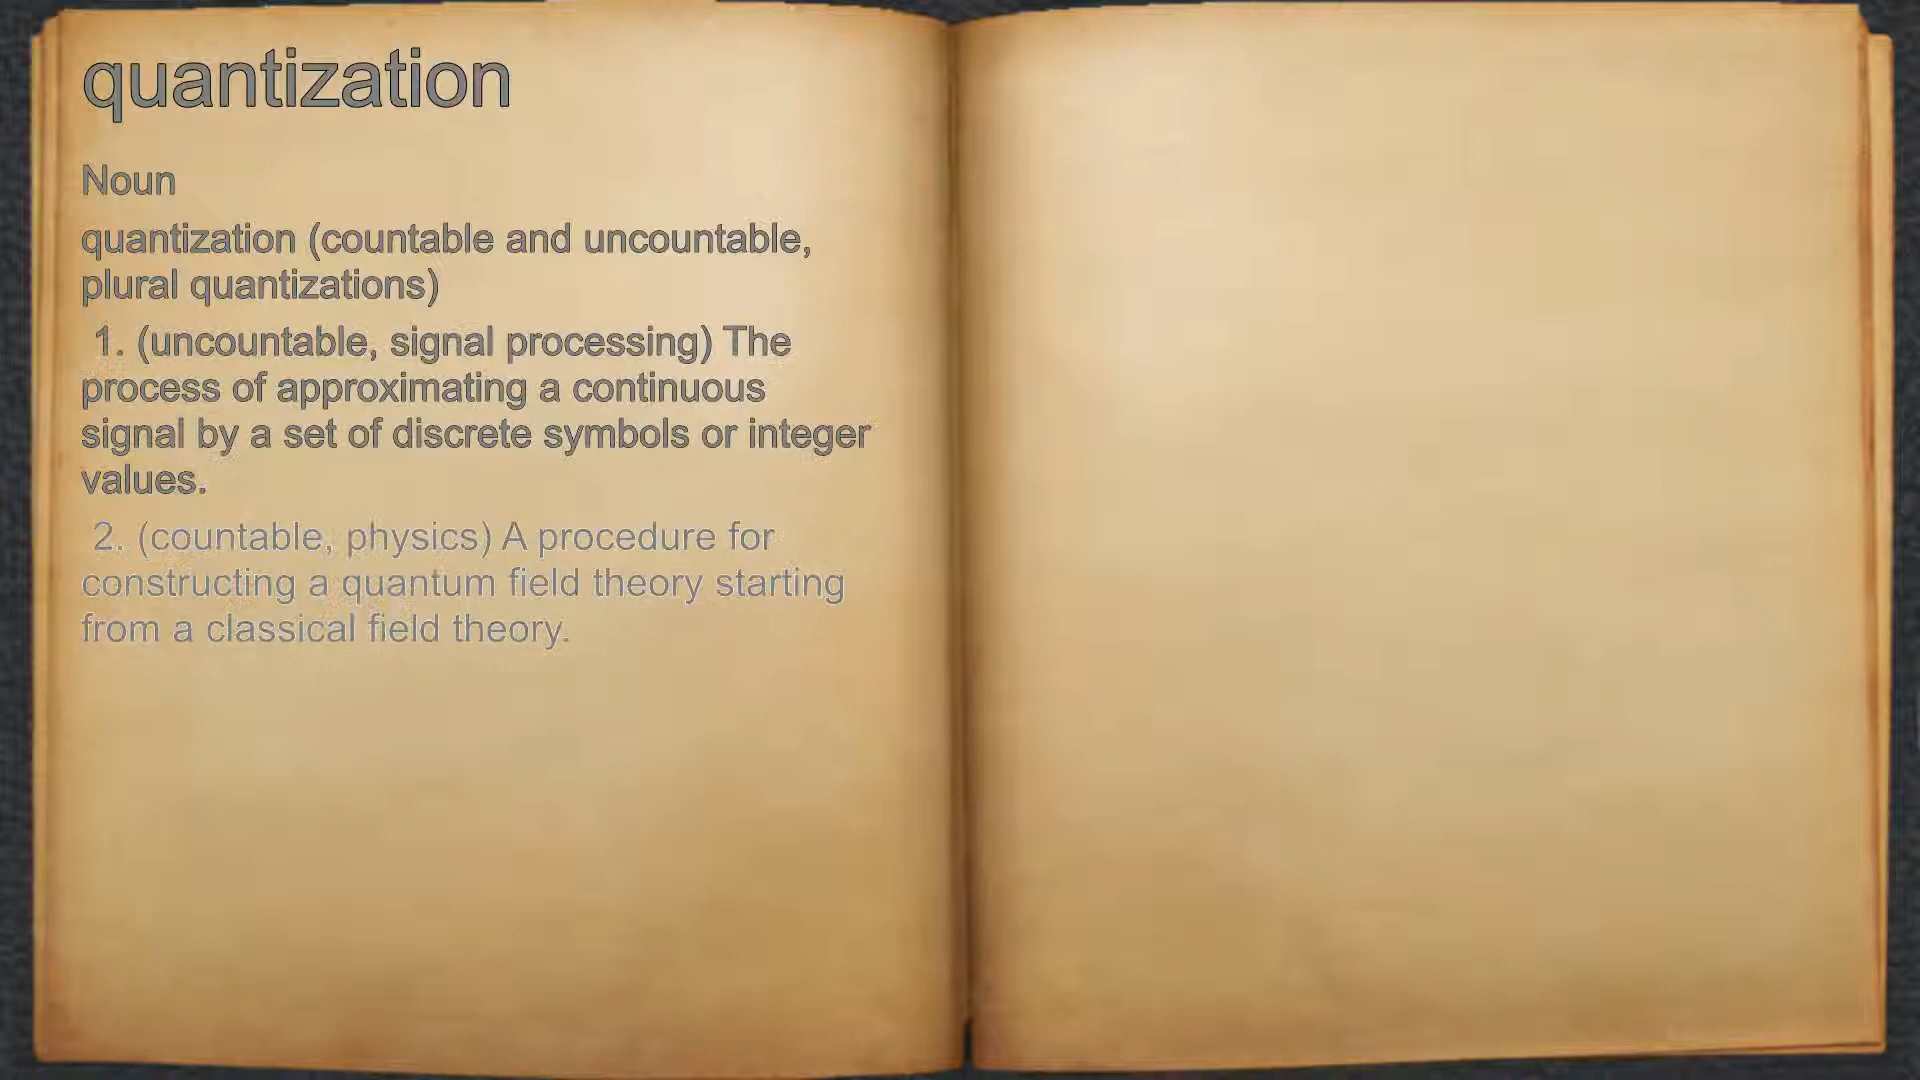 quantization
Noun
quantization (countable and uncountable,
plural quantizations)
1. (uncountable, signal processing) The
process of approximating a continuous
signal by a set of discrete symbols or integer
values.
2. (countable, physics) A procedure for
constructing a quantum field theory starting
from a classical field theory.